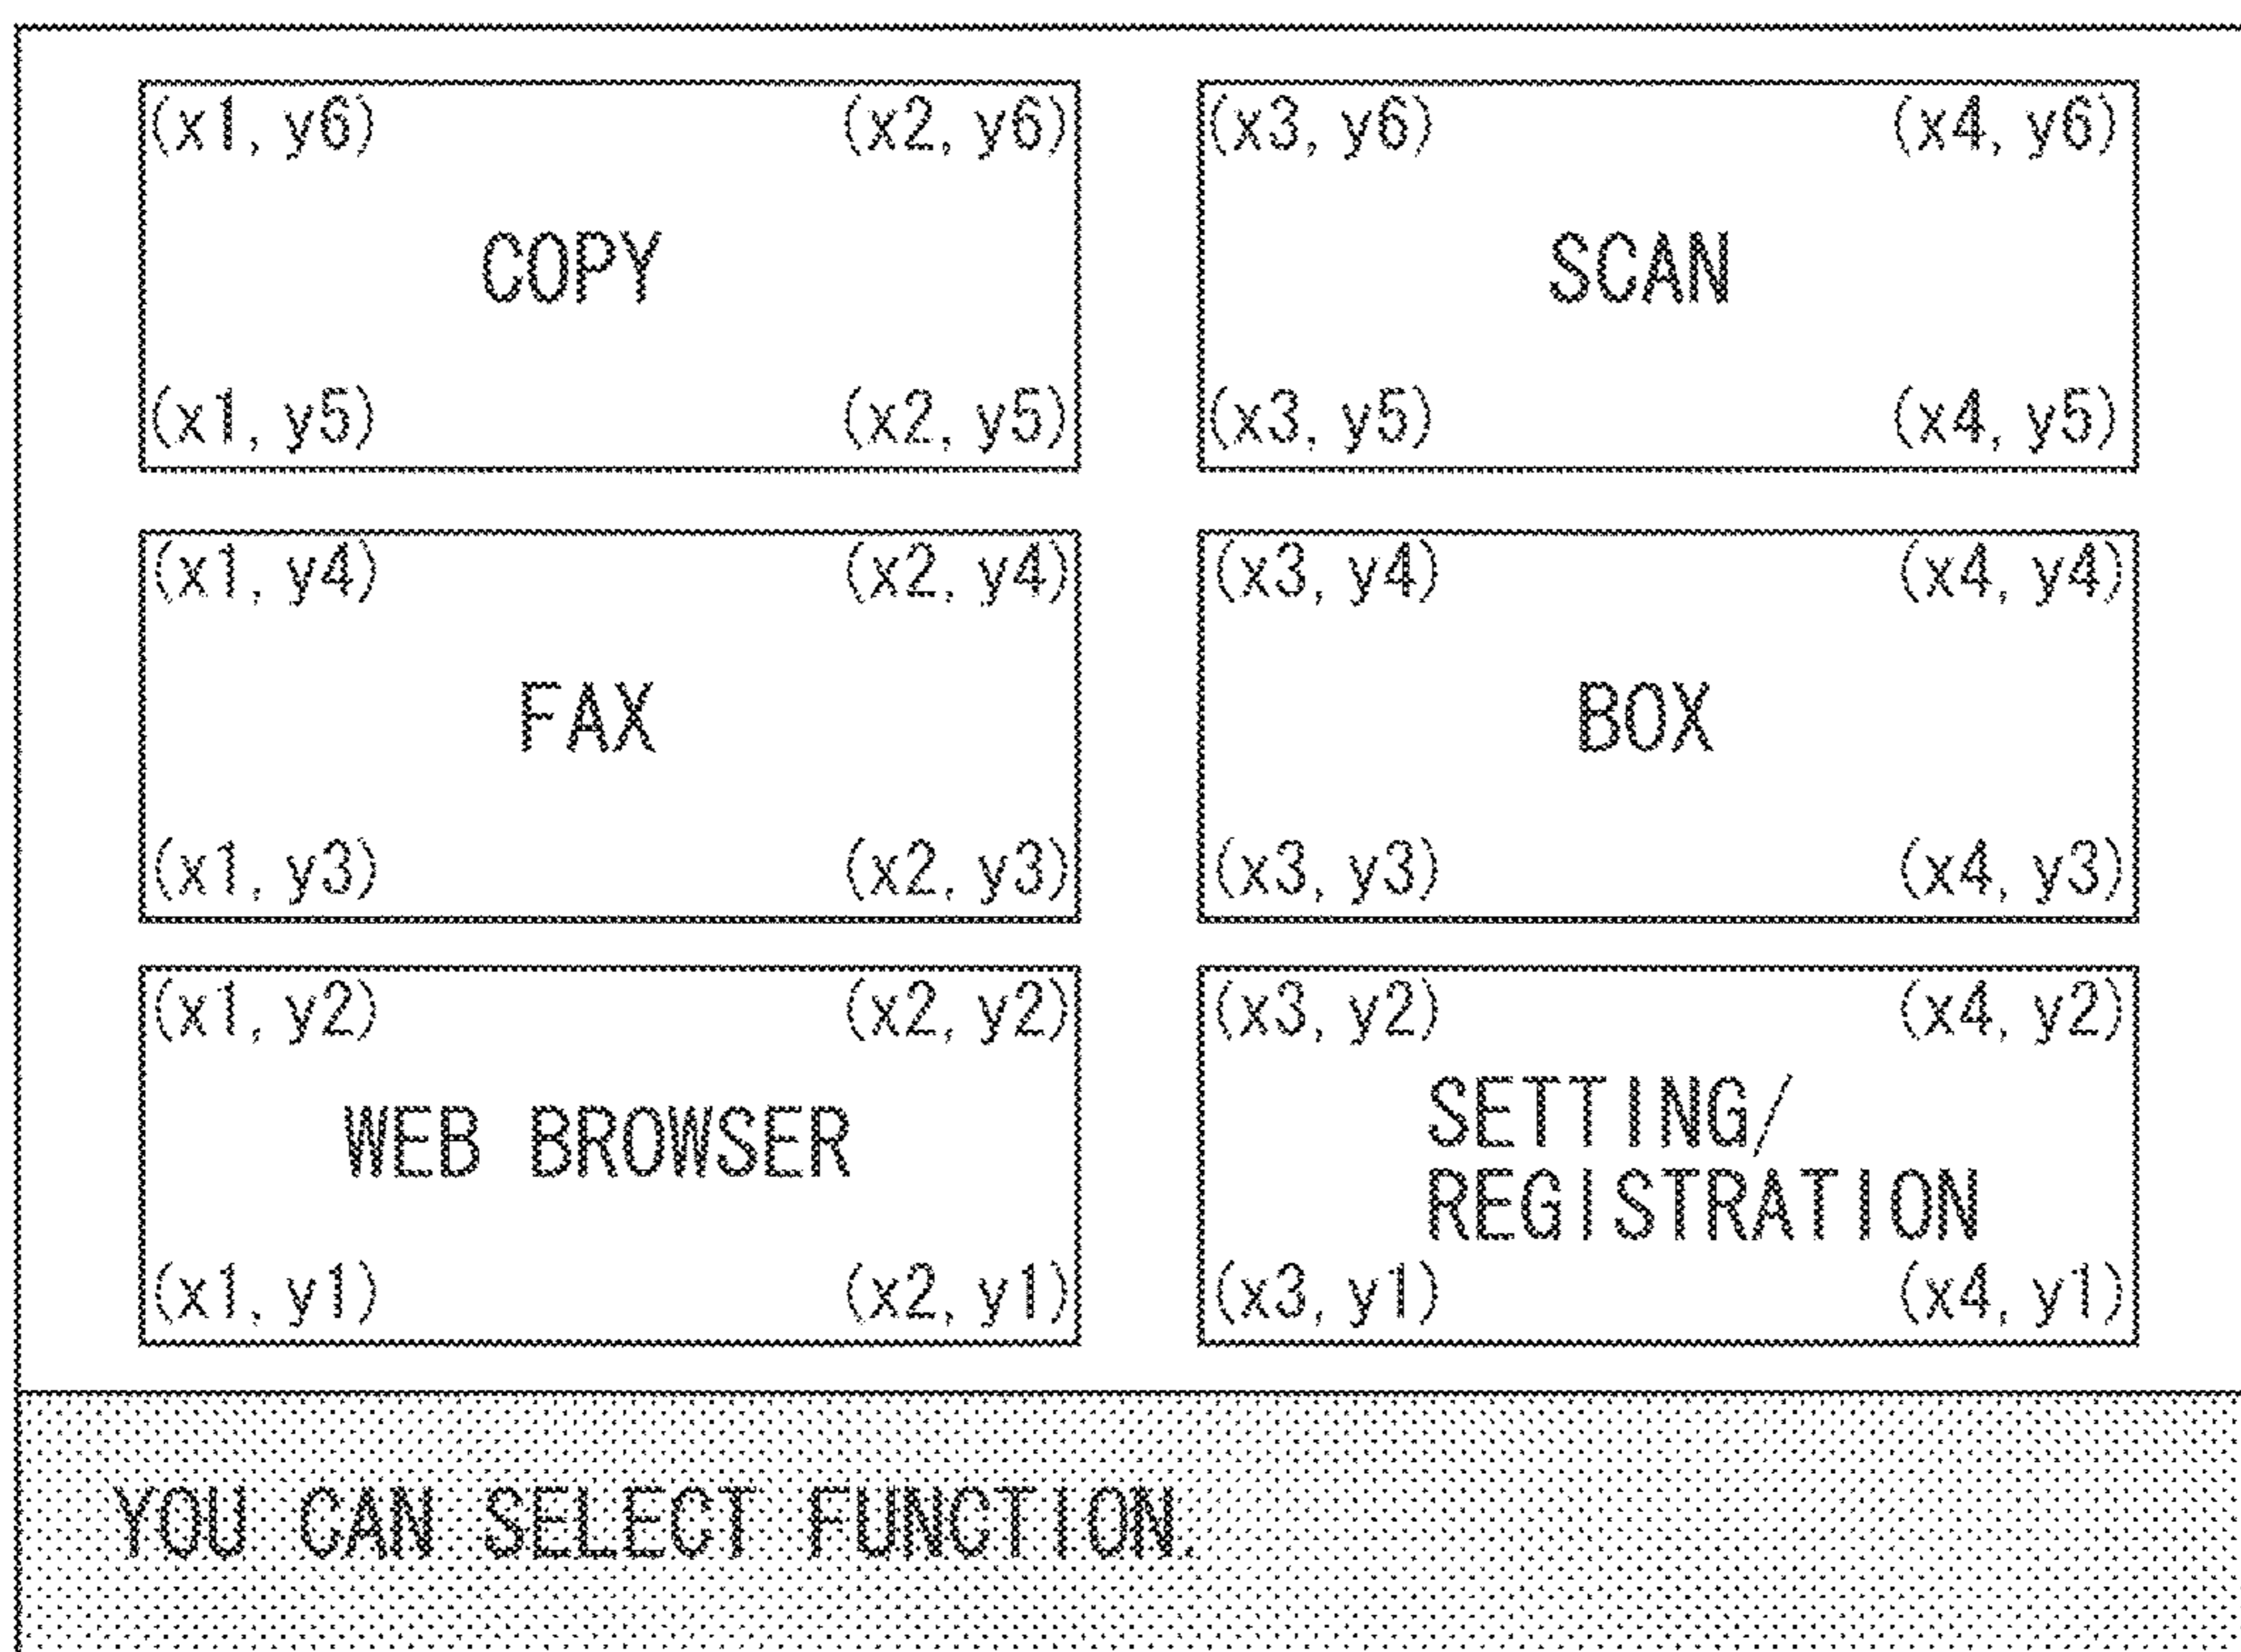 (x1, y6) (x2, y6) (x3, y6) (x4, y6)
COPY SCAN
(x1, y5) (x2, y5) (x3, y5) (x4, y5)
(x1, y4) (x2, y4) (x3, y4) (x4, y4)
FAX BOX
(x1, y3) (x2, y3) (x3, y3) (x4, y3)
(x1, y2) (x2, y2) (x3, y2) (x4, y2)
WEB BROWSER
SETTING/
REGISTRATION
(x1, y1) (x2, y1) (x3, y1) (x4, y1)
YOU CAN SELECT FUNCTION.